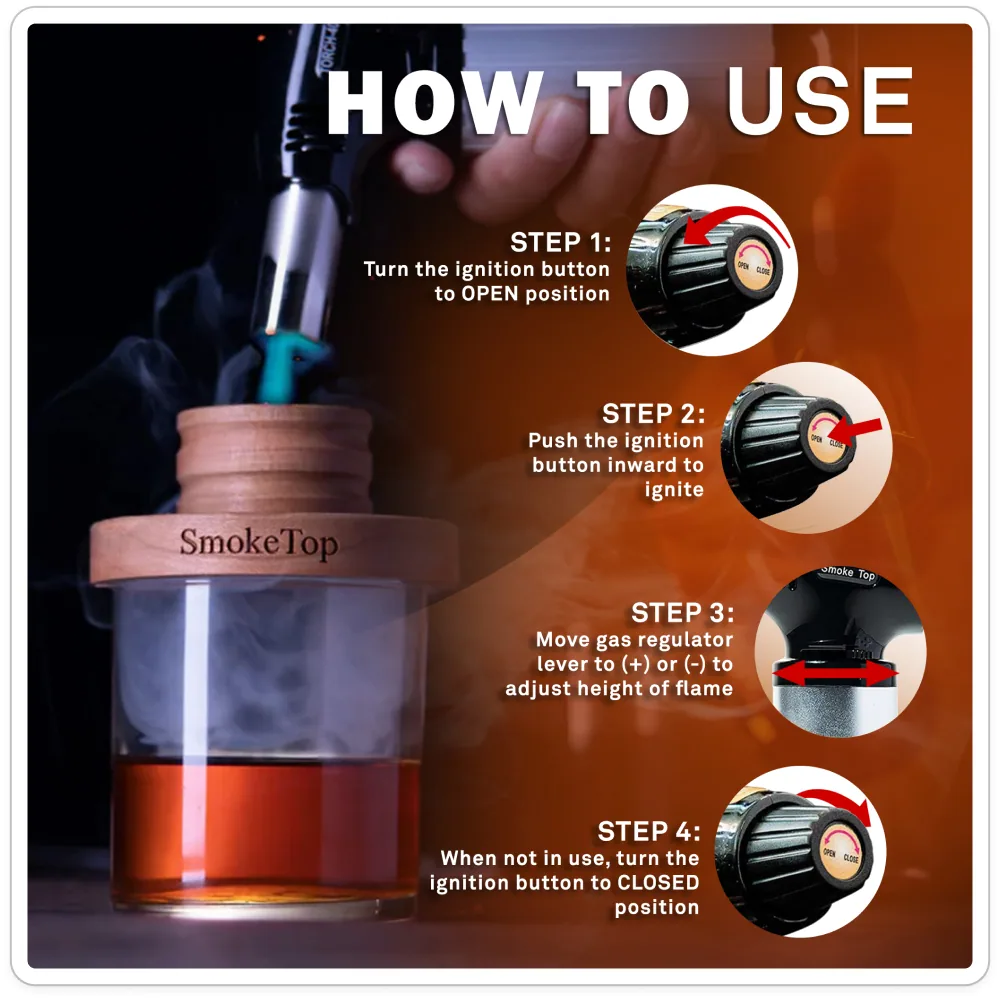 HOW TO USE
STEP 1:
Turn the ignition button
to OPEN position
OPEN CLOSE
STEP 2:
Push the ignition
button inward to
ignite
OPEN CLOSE
SmokeTop
Smoke Top
STEP 3:
Move gas regulator
lever to (+) or (-) to
adjust height of flame
STEP 4:
When not in use, turn the
ignition button to CLOSED
position
OPEN CLOSE